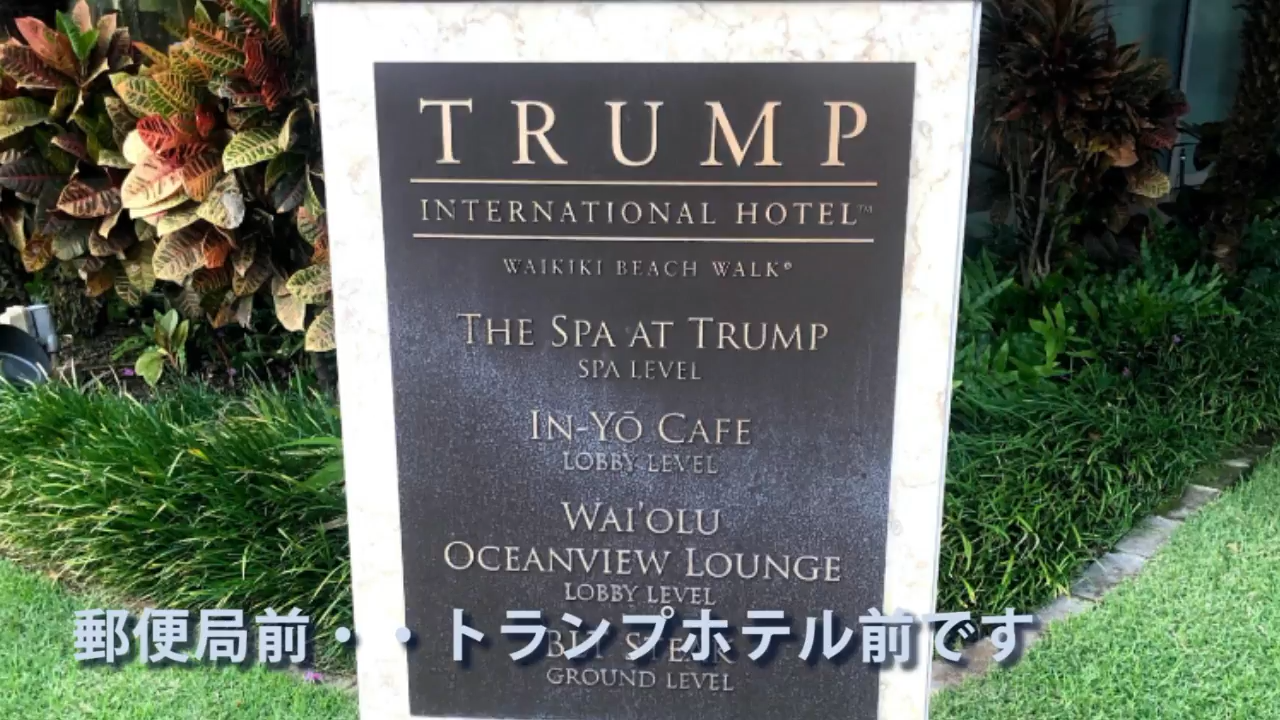 TRUMP
INTERNATIONAL HOTEL™
WAIKIKI BEACH WALK®
THE SPA AT TRUMP
SPA LEVEL
IN-YŌ CAFE
LOBBY LEVEL
WAI'OLU
OCEANVIEW LOUNGE
LOBBY LEVEL
郵便局前・・トランプホテル前です
BLT STEAK
GROUND LEVEL